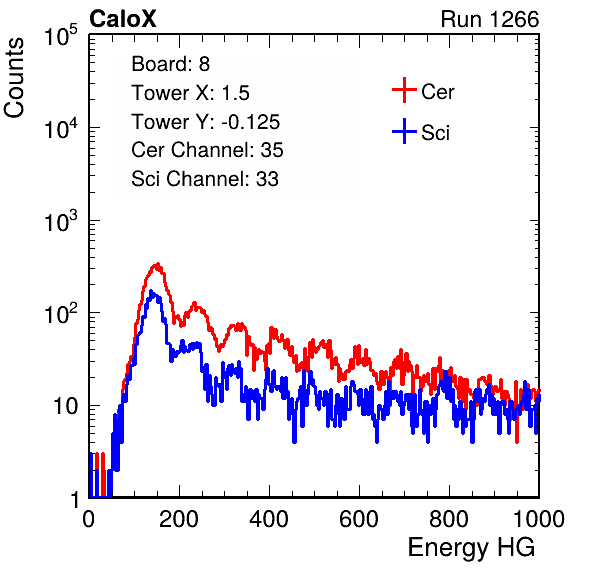 CaloX Run 1266
Counts
10^5
10^4
10^3
10^2
10
1
Board: 8
Tower X: 1.5
Tower Y: -0.125
Cer Channel: 35
Sci Channel: 33
Cer
Sci
0 200 400 600 800 1000
Energy HG